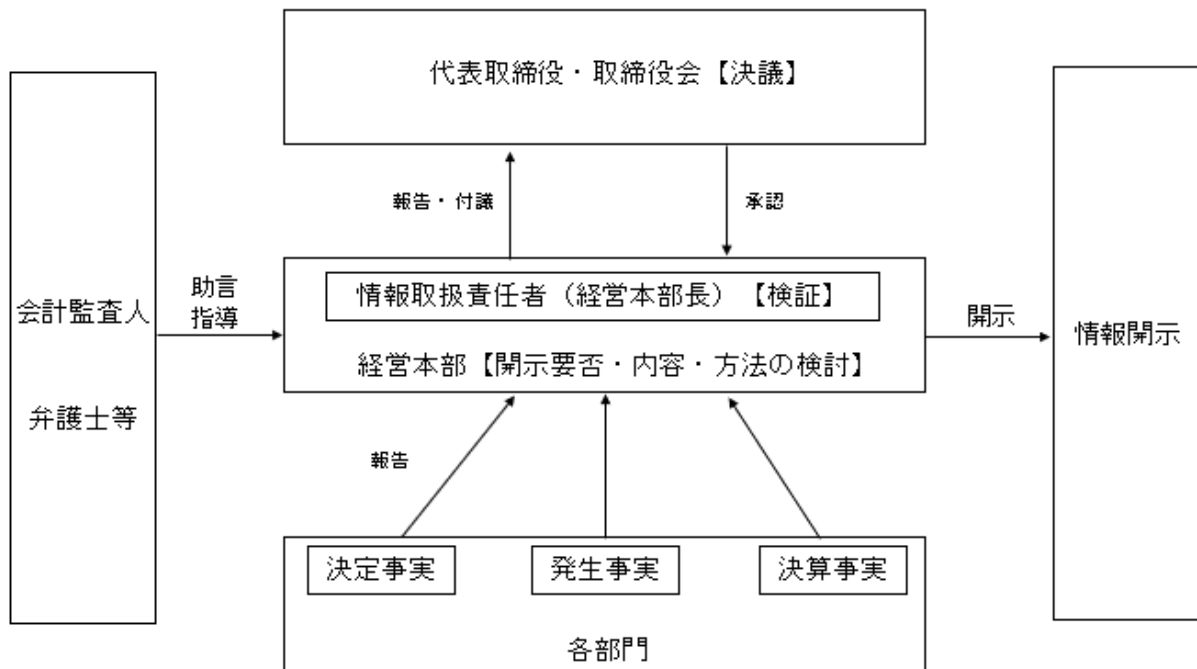 代表取締役・取締役会【決議】
報告・付議
承認
会計監査人
弁護士等
助言
指導
情報取扱責任者（経営本部長）【検証】
経営本部【開示要否・内容・方法の検討】
開示
情報開示
報告
決定事実
発生事実
決算事実
各部門